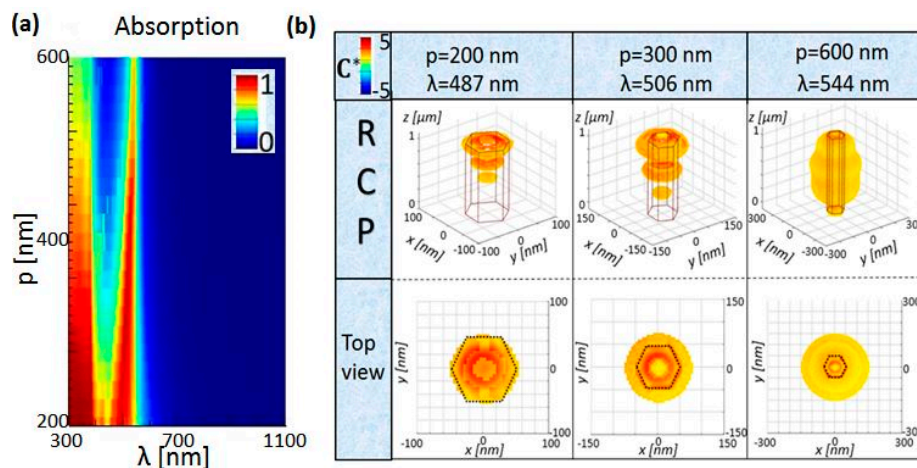 (a)
Absorption
600
400
200
p [nm]
1
0
300
700
1100
λ [nm]
(b)
C*
5
-5
p=200 nm
λ=487 nm
p=300 nm
λ=506 nm
p=600 nm
λ=544 nm
R
C
P
z [μm]
1
0
100
0
-100
x [nm]
-100
0
100
y [nm]
z [μm]
1
0
150
0
-150
x [nm]
-150
0
150
y [nm]
z [μm]
1
0
300
0
-300
x [nm]
-300
0
30
y [nm]
Top
view
100
0
-100
y [nm]
-100
0
100
x [nm]
150
0
-150
y [nm]
-150
0
150
x [nm]
300
0
-30
y [nm]
-300
0
300
x [nm]